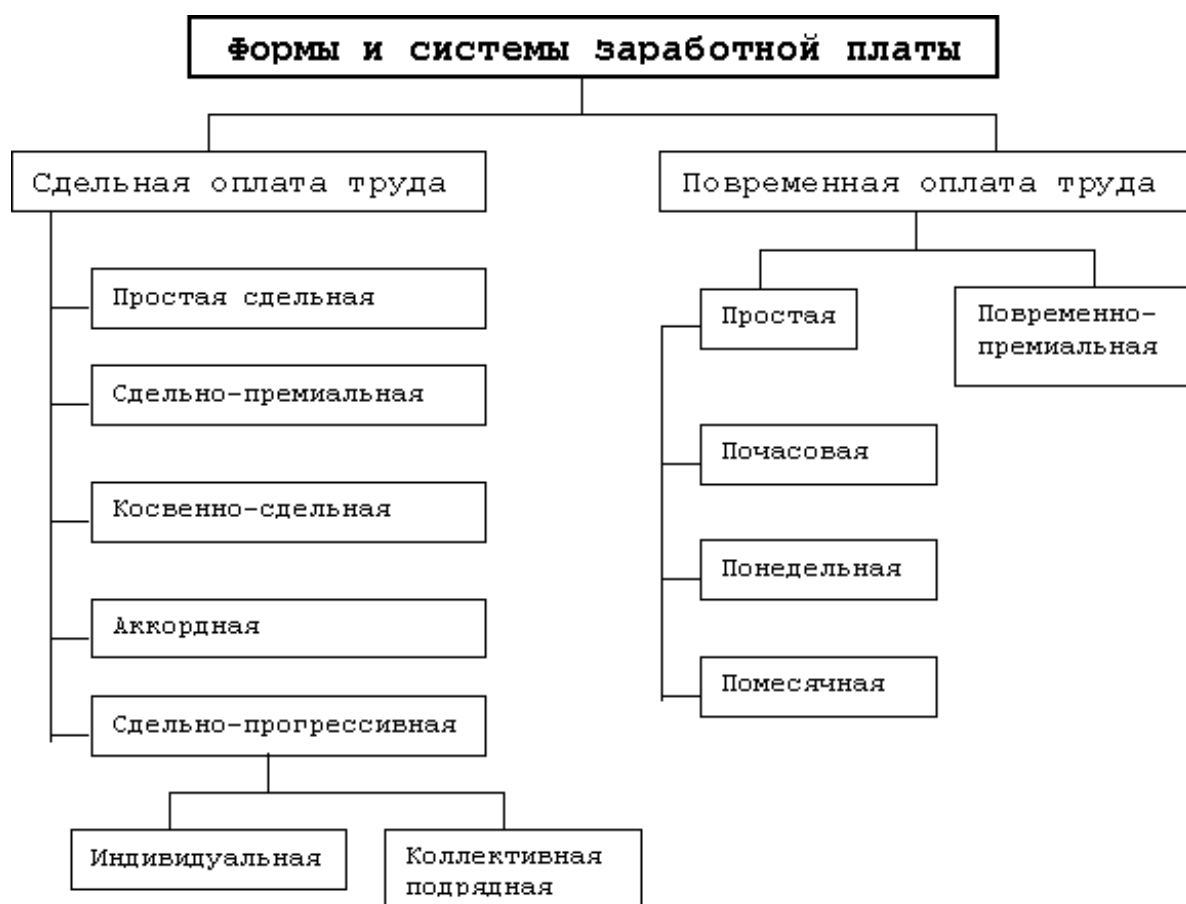 Формы и системы заработной платы
Сдельная оплата труда
Повременная оплата труда
Простая сдельная
Сдельно-премиальная
Косвенно-сдельная
Аккордная
Сдельно-прогрессивная
Индивидуальная
Коллективная
подрядная
Простая
Повременно-
премиальная
Почасовая
Понедельная
Помесячная